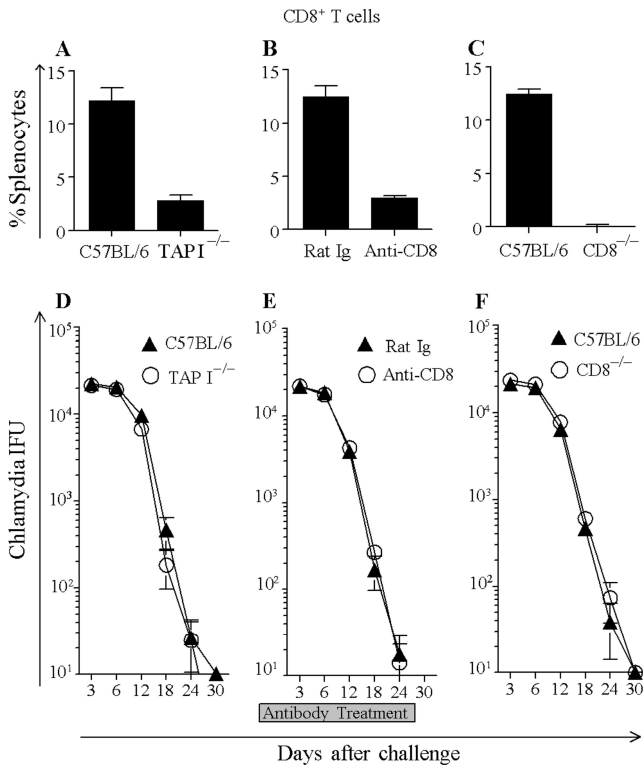 CD8⁺ T cells
A
B
C
% Splenocytes
15
10
5
0
C57BL/6 TAP1⁻/⁻
15
10
5
0
Rat Ig Anti-CD8
15
10
5
0
C57BL/6 CD8⁻/⁻
D
E
F
Chlamydia IFU
10⁵
10⁴
10³
10²
10¹
C57BL/6
TAP I⁻/⁻
3 6 12 18 24 30
10⁵
10⁴
10³
10²
10¹
Rat Ig
Anti-CD8
3 6 12 18 24 30
Antibody Treatment
10⁵
10⁴
10³
10²
10¹
C57BL/6
CD8⁻/⁻
3 6 12 18 24 30
Days after challenge